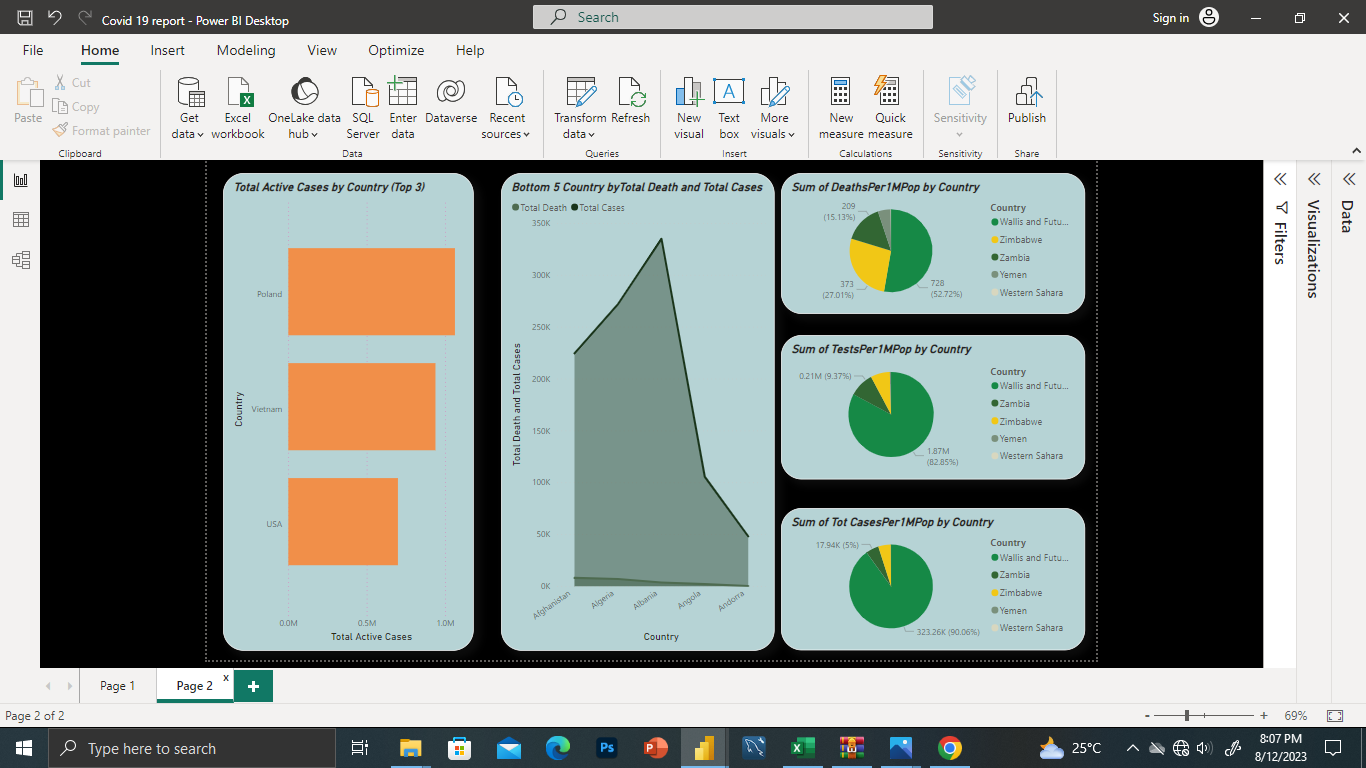 Covid 19 report - Power BI Desktop
Search
Sign in
File
Home
Insert
Modeling
View
Optimize
Help
Paste
Cut
Copy
Format painter
Clipboard
Get data
Excel workbook
OneLake data hub
SQL Server
Enter data
Dataverse
Recent sources
Data
Transform data
Refresh
Queries
New visual
Text box
More visuals
Insert
New measure
Quick measure
Calculations
Sensitivity
Sensitivity
Publish
Share
Total Active Cases by Country (Top 3)
Country
Poland
Vietnam
USA
0.0M
0.5M
1.0M
Total Active Cases
Bottom 5 Country byTotal Death and Total Cases
Total Death
Total Cases
Total Death and Total Cases
350K
300K
250K
200K
150K
100K
50K
0K
Afghanistan
Algeria
Albania
Angola
Andorra
Country
Sum of DeathsPer1MPop by Country
209
(15.13%)
373
(27.01%)
728
(52.72%)
Country
Wallis and Futu...
Zimbabwe
Zambia
Yemen
Western Sahara
Sum of TestsPer1MPop by Country
0.21M (9.37%)
1.87M
(82.85%)
Country
Wallis and Futu...
Zambia
Zimbabwe
Yemen
Western Sahara
Sum of Tot CasesPer1MPop by Country
17.94K (5%)
323.26K (90.06%)
Country
Wallis and Futu...
Zambia
Zimbabwe
Yemen
Western Sahara
Filters
Visualizations
Data
Page 1
Page 2
x
Page 2 of 2
- + 69%
Type here to search
Ps
25°C
8:07 PM
8/12/2023